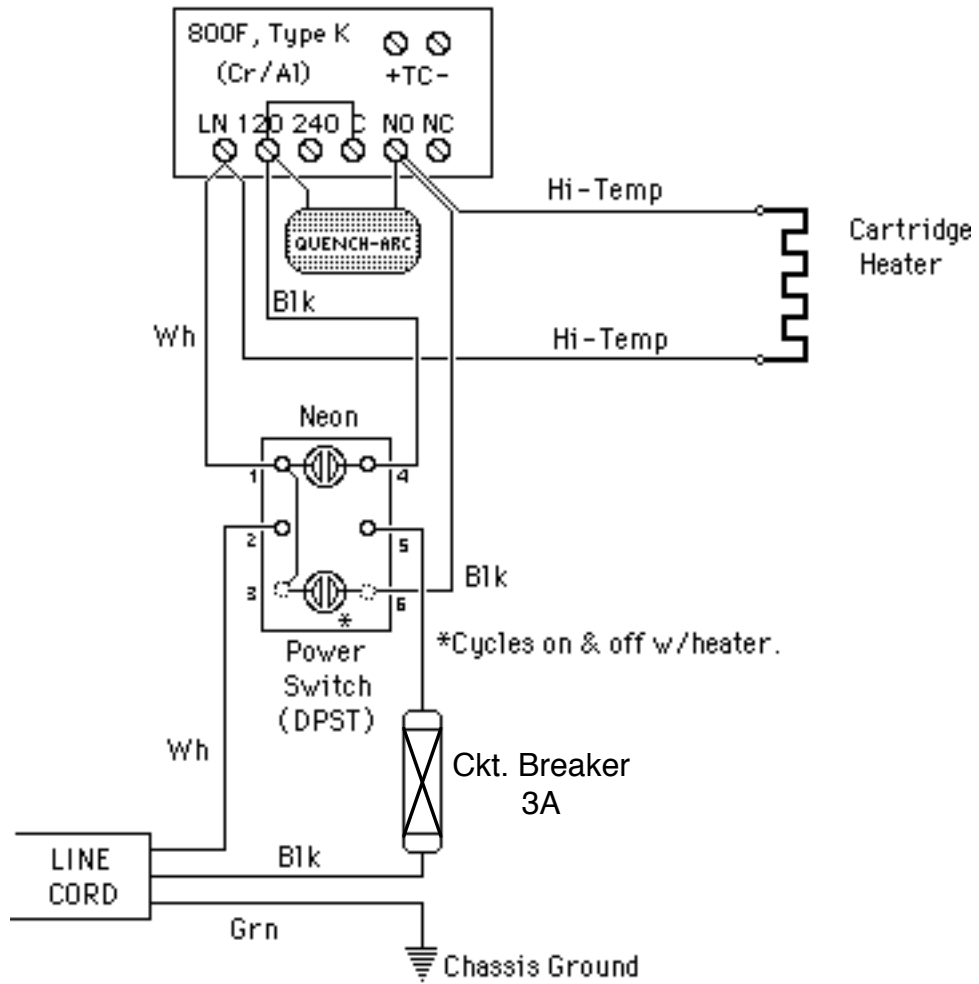 800F, Type K
(Cr/Al)
+TC-
LN 120 240 C NO NC
Hi-Temp
Cartridge
Heater
QUENCH-ARC
Blk
Wh
Hi-Temp
Neon
1
4
2
5
3
6
Blk
*
*Cycles on & off w/heater.
Power
Switch
(DPST)
Wh
Ckt. Breaker
3A
LINE
CORD
Blk
Grn
Chassis Ground